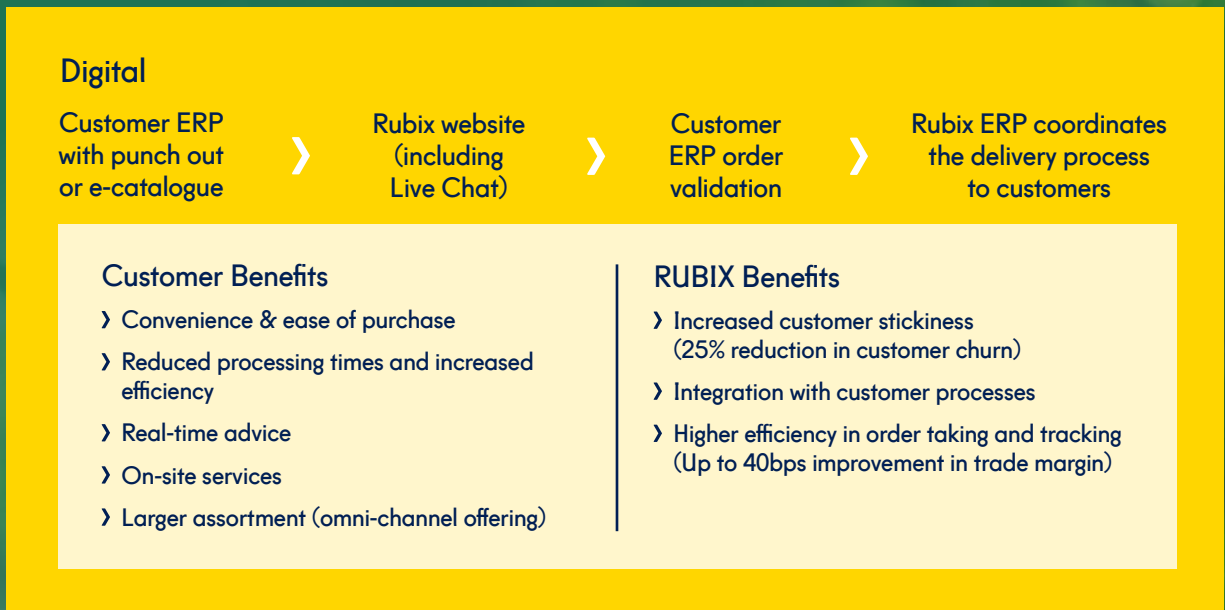 Digital
Customer ERP
with punch out
or e-catalogue
Rubix website
(including
Live Chat)
Customer
ERP order
validation
Rubix ERP coordinates
the delivery process
to customers
Customer Benefits
Convenience & ease of purchase
Reduced processing times and increased
efficiency
Real-time advice
On-site services
Larger assortment (omni-channel offering)
RUBIX Benefits
Increased customer stickiness
(25% reduction in customer churn)
Integration with customer processes
Higher efficiency in order taking and tracking
(Up to 40bps improvement in trade margin)